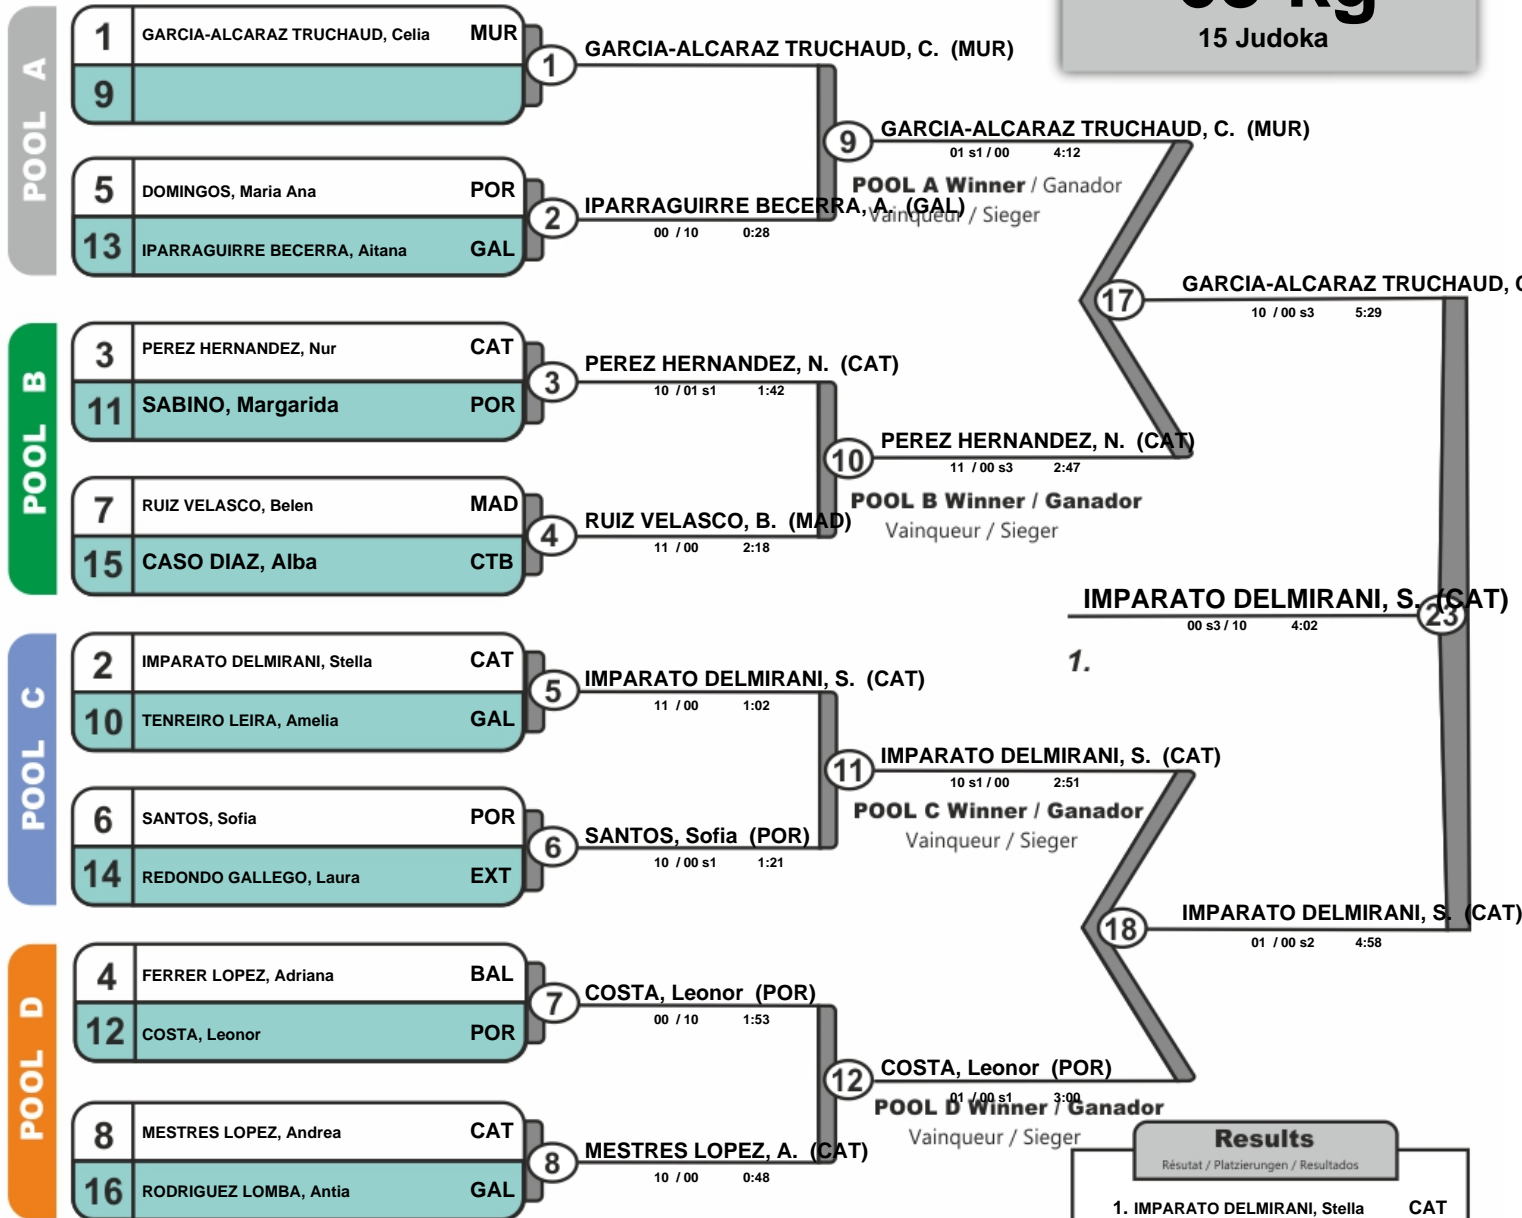 15 Judoka
POOL A
1 GARCIA-ALCARAZ TRUCHAUD, Celia MUR
9
5 DOMINGOS, Maria Ana POR
13 IPARRAGUIRRE BECERRA, Aitana GAL
POOL B
3 PEREZ HERNANDEZ, Nur CAT
11 SABINO, Margarida POR
7 RUIZ VELASCO, Belen MAD
15 CASO DIAZ, Alba CTB
POOL C
2 IMPARATO DELMIRANI, Stella CAT
10 TENREIRO LEIRA, Amelia GAL
6 SANTOS, Sofia POR
14 REDONDO GALLEGO, Laura EXT
POOL D
4 FERRER LOPEZ, Adriana BAL
12 COSTA, Leonor POR
8 MESTRES LOPEZ, Andrea CAT
16 RODRIGUEZ LOMBA, Antia GAL
1 GARCIA-ALCARAZ TRUCHAUD, C. (MUR)
2 IPARRAGUIRRE BECERRA, A. (GAL)
00 / 10 0:28
3 PEREZ HERNANDEZ, N. (CAT)
10 / 01 s1 1:42
4 RUIZ VELASCO, B. (MAD)
11 / 00 2:18
5 IMPARATO DELMIRANI, S. (CAT)
11 / 00 1:02
6 SANTOS, Sofia (POR)
10 / 00 s1 1:21
7 COSTA, Leonor (POR)
00 / 10 1:53
8 MESTRES LOPEZ, A. (CAT)
10 / 00 0:48
9 GARCIA-ALCARAZ TRUCHAUD, C. (MUR)
01 s1 / 00 4:12
POOL A Winner / Ganador
Vainqueur / Sieger
10 PEREZ HERNANDEZ, N. (CAT)
11 / 00 s3 2:47
POOL B Winner / Ganador
Vainqueur / Sieger
11 IMPARATO DELMIRANI, S. (CAT)
10 s1 / 00 2:51
POOL C Winner / Ganador
Vainqueur / Sieger
12 COSTA, Leonor (POR)
01 / 00 s1 3:00
POOL D Winner / Ganador
Vainqueur / Sieger
17 GARCIA-ALCARAZ TRUCHAUD,
10 / 00 s3 5:29
18 IMPARATO DELMIRANI, S. (CAT)
01 / 00 s2 4:58
IMPARATO DELMIRANI, S. (CAT) 23
00 s3 / 10 4:02
1.
Results
Résutat / Platzierungen / Resultados
1. IMPARATO DELMIRANI, Stella CAT